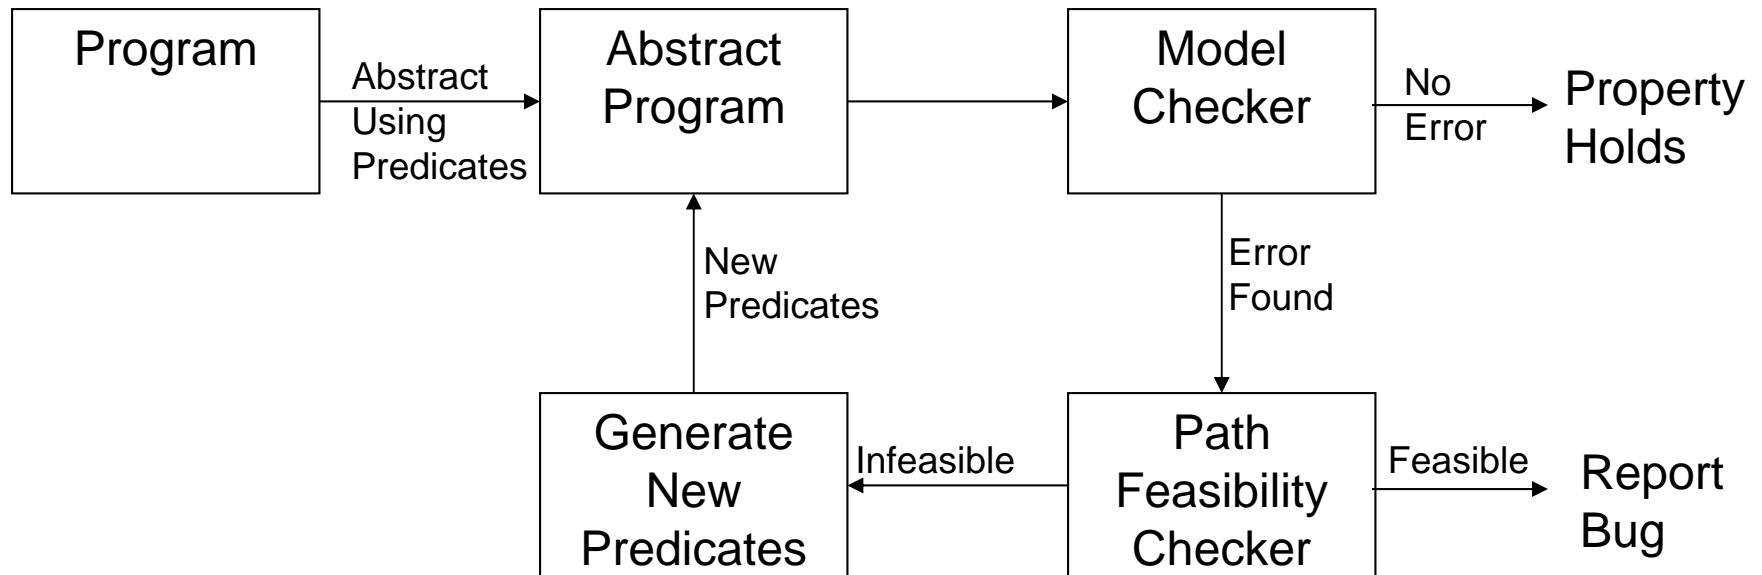 Program
Abstract
Using
Predicates
Abstract
Program
Model
Checker
No
Error
Property
Holds
New
Predicates
Error
Found
Generate
New
Predicates
Infeasible
Path
Feasibility
Checker
Feasible
Report
Bug